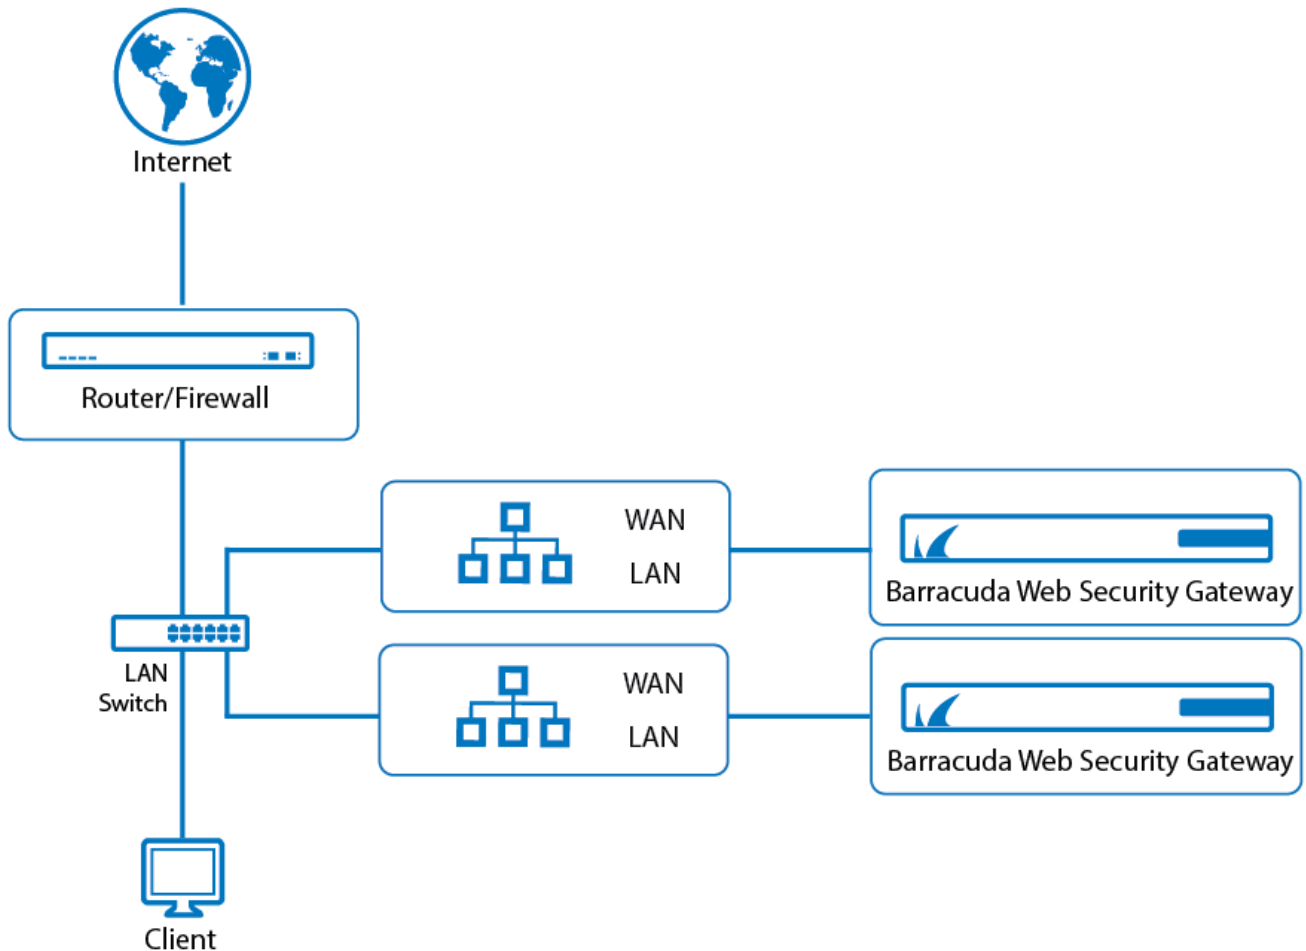 Internet
Router/Firewall
WAN
LAN
Barracuda Web Security Gateway
LAN
Switch
WAN
LAN
Barracuda Web Security Gateway
Client